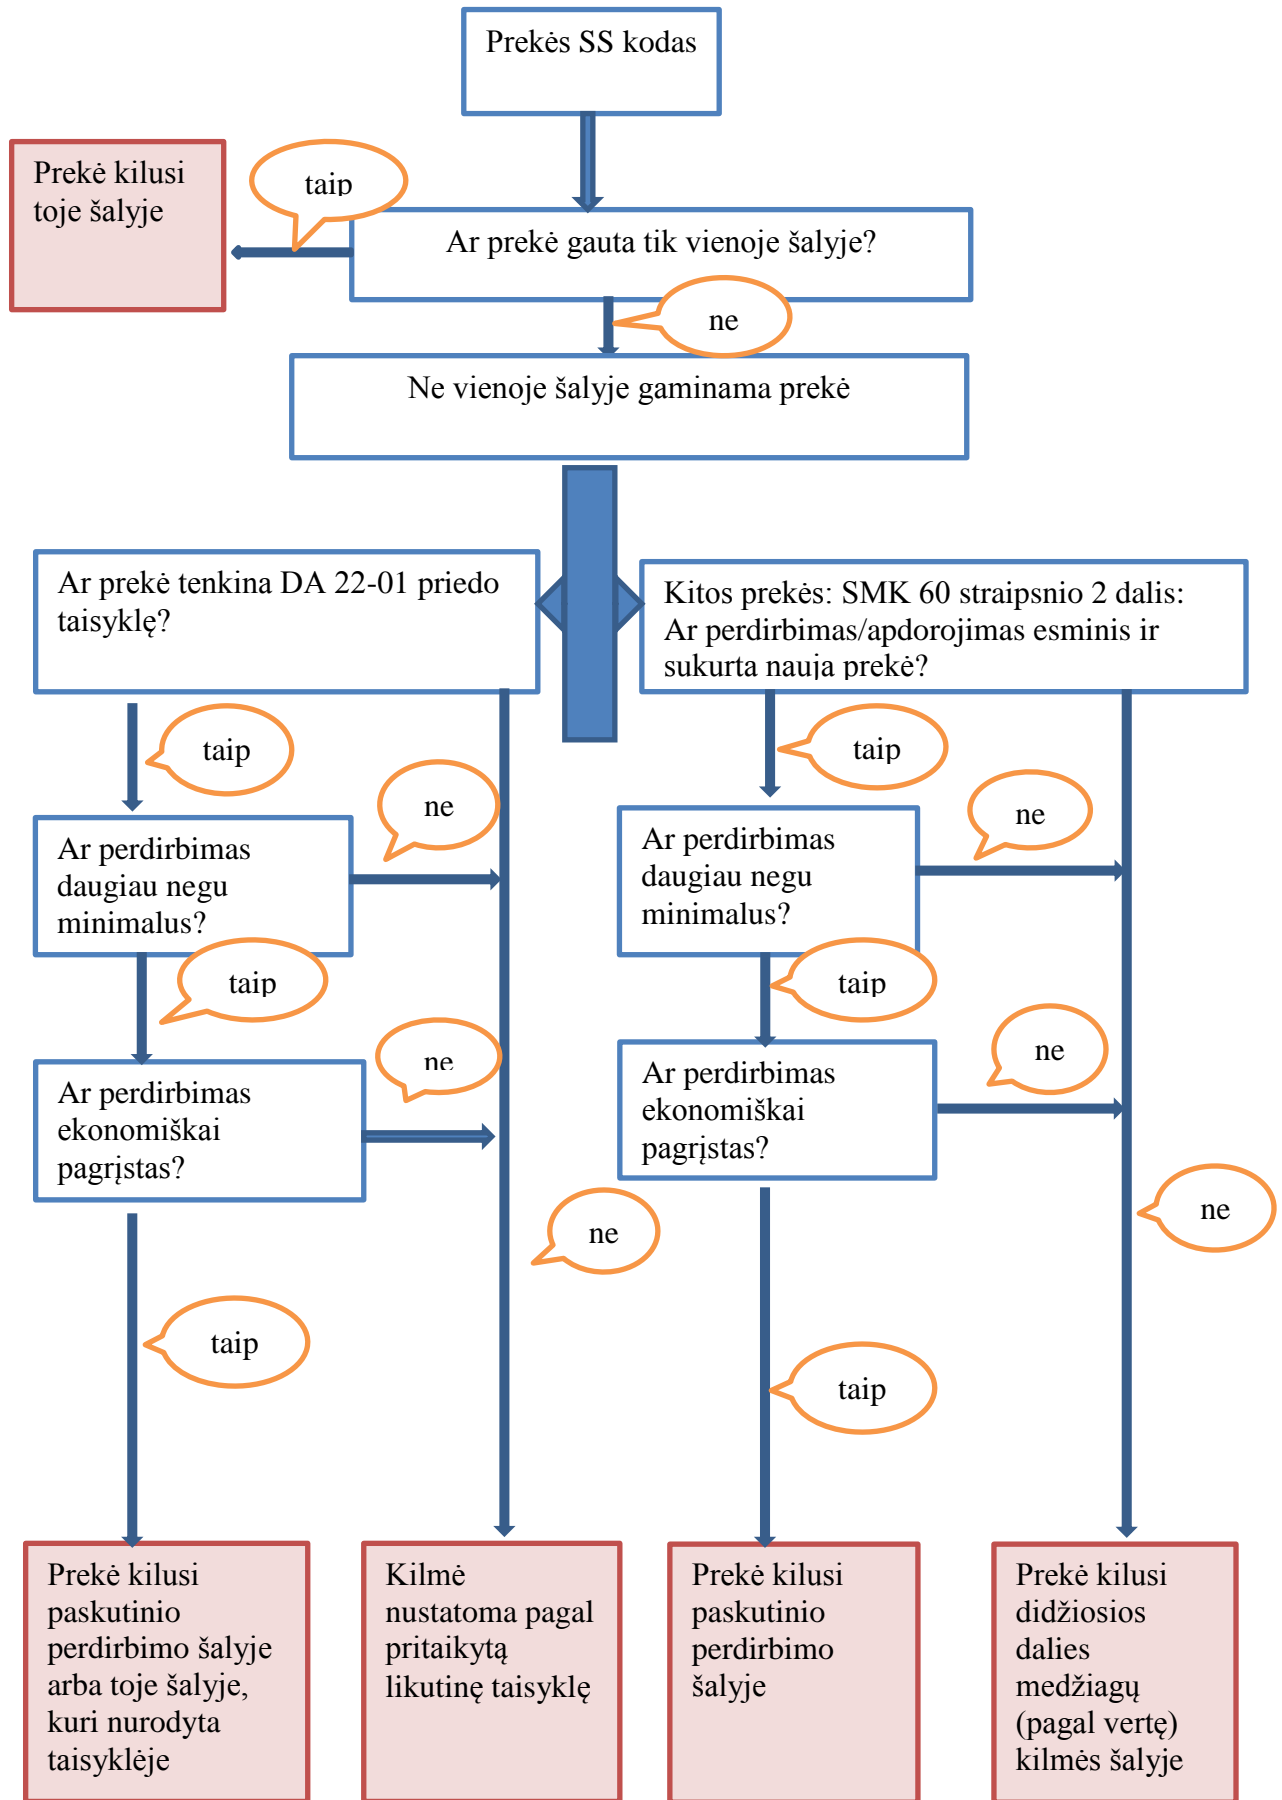 Prekės SS kodas
Prekė kilusi
toje šalyje
taip
Ar prekė gauta tik vienoje šalyje?
ne
Ne vienoje šalyje gaminama prekė
Ar prekė tenkina DA 22-01 priedo
taisyklę?
Kitos prekės: SMK 60 straipsnio 2 dalis:
Ar perdirbimas/apdorojimas esminis ir
sukurta nauja prekė?
taip
taip
ne
ne
Ar perdirbimas
daugiau negu
minimalus?
Ar perdirbimas
daugiau negu
minimalus?
taip
taip
ne
ne
Ar perdirbimas
ekonomiškai
pagrįstas?
Ar perdirbimas
ekonomiškai
pagrįstas?
ne
ne
taip
taip
Prekė kilusi
paskutinio
perdirbimo šalyje
arba toje šalyje,
kuri nurodyta
taisyklėje
Kilmė
nustatoma pagal
pritaikytą
likutinę taisyklę
Prekė kilusi
paskutinio
perdirbimo
šalyje
Prekė kilusi
didžiosios
dalies
medžiagų
(pagal vertę)
kilmės šalyje